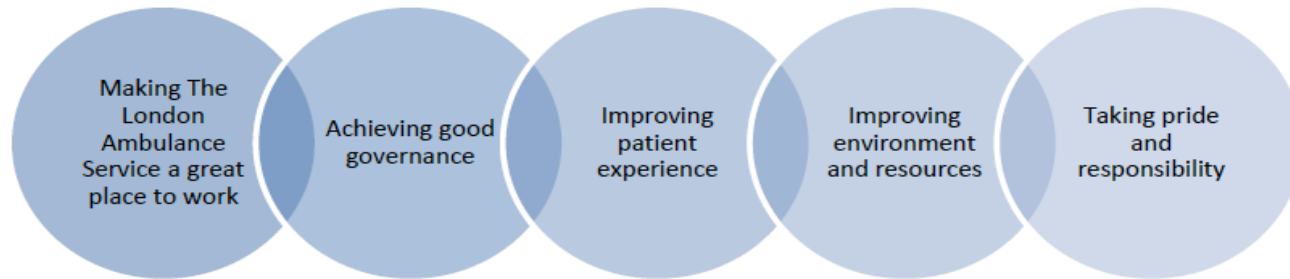 Making The
London
Ambulance
Service a great
place to work
Achieving good
governance
Improving
patient
experience
Improving
environment
and resources
Taking pride
and
responsibility